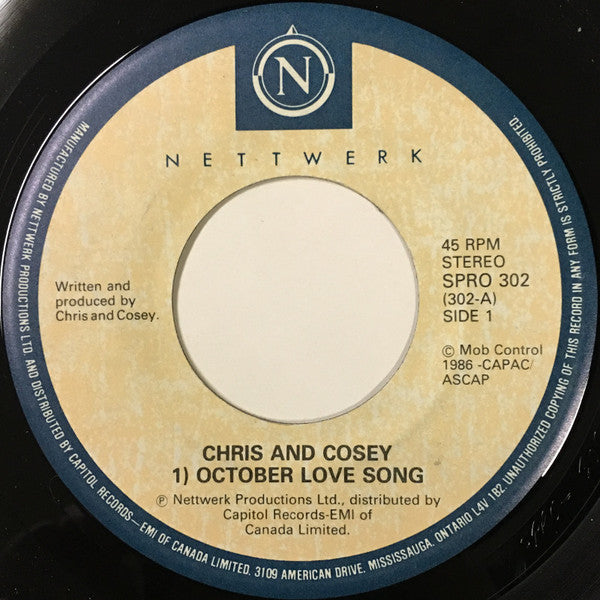 N
NETTWERK
Written and
produced by
Chris and Cosey.
45 RPM
STEREO
SPRO 302
(302-A)
SIDE 1
© Mob Control
1986 -CAPAC/
ASCAP
CHRIS AND COSEY
1) OCTOBER LOVE SONG
℗ Nettwerk Productions Ltd., distributed by
Capitol Records-EMI of
Canada Limited.
MANUFACTURED BY NETTWERK PRODUCTIONS LTD. AND DISTRIBUTED BY CAPITOL RECORDS—EMI OF CANADA LIMITED. 3109 AMERICAN DRIVE. MISSISSAUGA, ONTARIO L4V 1B2. UNAUTHORIZED COPYING OF THIS RECORD IN ANY FORM IS STRICTLY PROHIBITED.